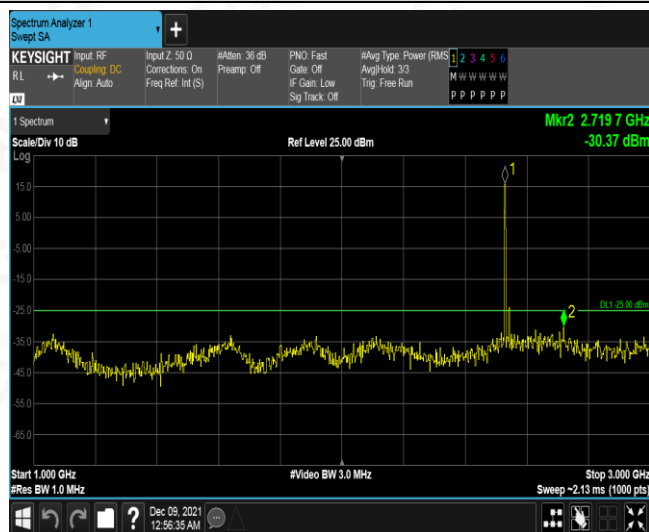 Spectrum Analyzer 1
Swept SA
+
KEYSIGHT
RL
LXI
Input: RF
Coupling: DC
Align: Auto
Input Z: 50 Ω
Corrections: On
Freq Ref: Int (S)
#Atten: 36 dB
Preamp: Off
PNO: Fast
Gate: Off
IF Gain: Low
Sig Track: Off
#Avg Type: Power (RMS
Avg|Hold: 3/3
Trig: Free Run
1 2 3 4 5 6
M W W W W W
P P P P P P
1 Spectrum
Mkr2 2.719 7 GHz
-30.37 dBm
Scale/Div 10 dB
Ref Level 25.00 dBm
Log
1
15.0
5.00
-5.00
-15.0
-25.0
DL1 -25.00 dBm
2
-35.0
-45.0
-55.0
-65.0
Start 1.000 GHz
#Video BW 3.0 MHz
Stop 3.000 GHz
#Res BW 1.0 MHz
Sweep ~2.13 ms (1000 pts)
?
Dec 09, 2021
12:56:35 AM